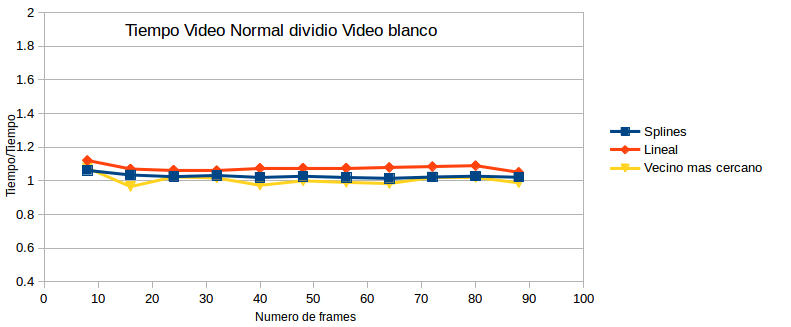 Tiempo Video Normal dividio Video blanco
2
1.8
1.6
1.4
1.2
1
0.8
0.6
0.4
Tiempo/Tiempo
0 10 20 30 40 50 60 70 80 90 100
Numero de frames
Splines
Lineal
Vecino mas cercano